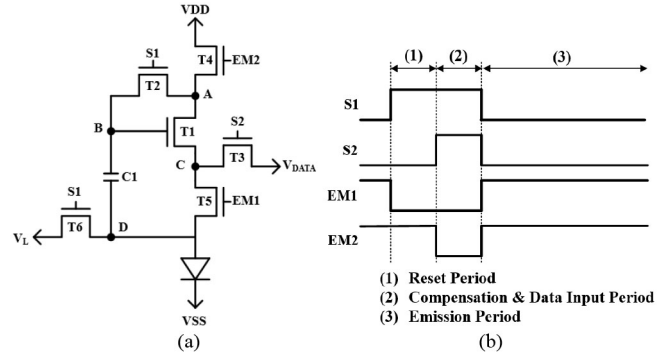 VDD
S1
T4
EM2
T2
A
B
T1
S2
C
T3
VDATA
C1
S1
T5
EM1
T6
VL
D
VSS
(a)
(1) (2) (3)
S1
S2
EM1
EM2
(1) Reset Period
(2) Compensation & Data Input Period
(3) Emission Period
(b)